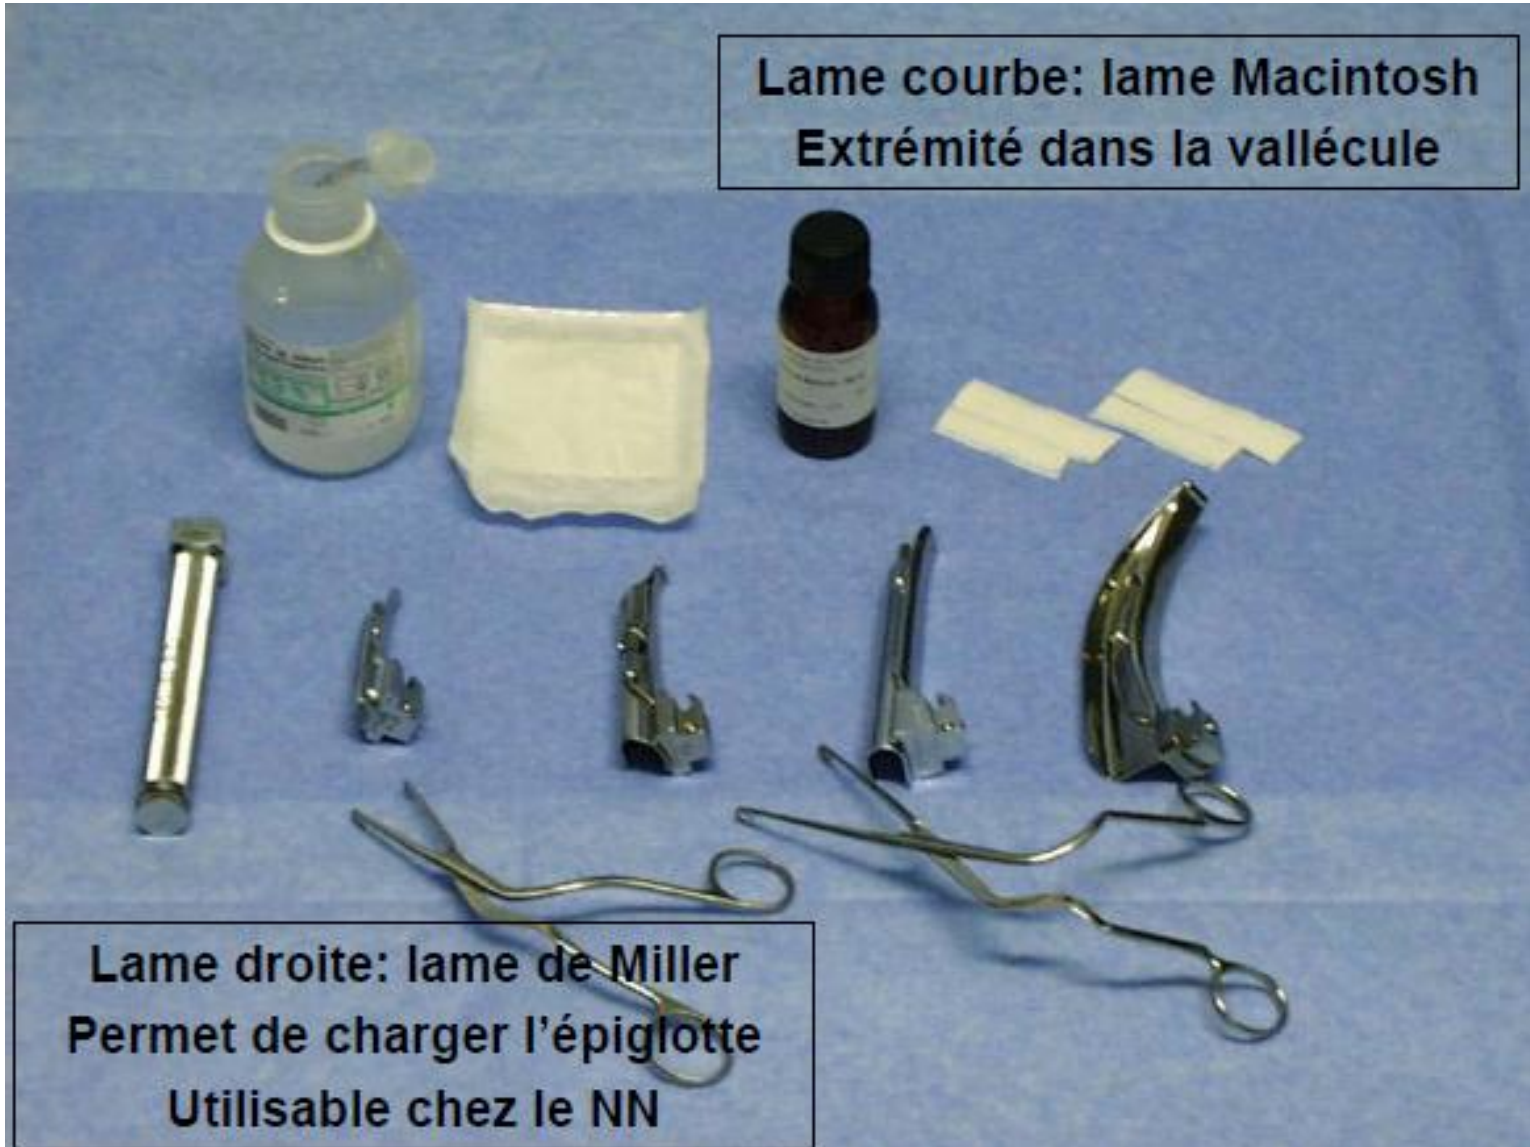 Lame courbe: lame Macintosh
Extrémité dans la vallécule
Lame droite: lame de Miller
Permet de charger l’épiglotte
Utilisable chez le NN